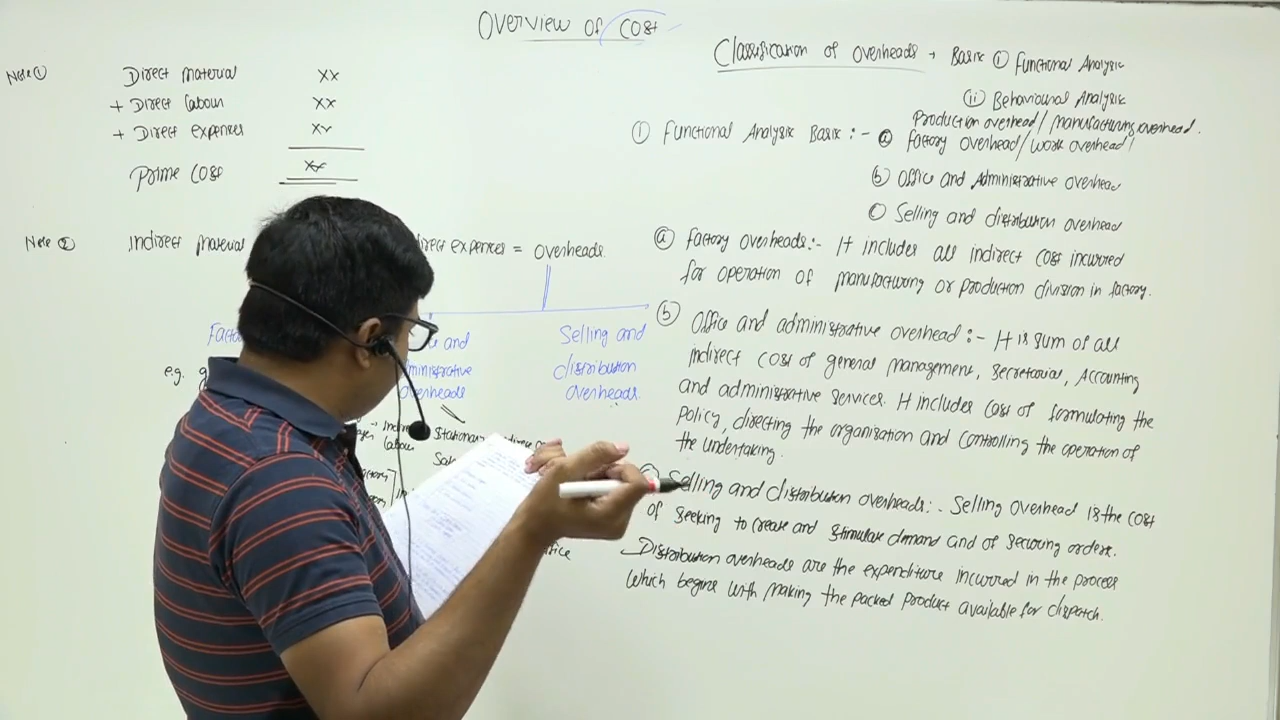 Overview of Cost
Note ①
Direct material xx
+ Direct labour xx
+ Direct expenses xx
Prime Cost xx
Note ②
Indirect material
expenses = overheads.
and
Selling and
distribution
overheads.
e.g.
Stationary
Classification of overheads → Basis ① Functional Analysis
(ii) Behavioural Analysis
① Functional Analysis Basis :- ⓐ Production overhead / manufacturing overhead.
Factory overhead / work overhead /
ⓑ Office and Administrative overhead
ⓒ Selling and distribution overhead
ⓐ Factory overheads :- It includes all indirect cost incurred
for operation of manufacturing or production division in factory.
ⓑ Office and administrative overhead :- It is sum of all
indirect cost of general management, secretarial, Accounting
and administrative services. It includes cost of formulating the
policy, directing the organisation and controlling the operation of
the undertaking.
Selling and distribution overheads :- Selling overhead is the cost
of seeking to create and stimulate demand and of securing orders.
Distribution overheads are the expenditure incurred in the process
which begins with making the packed product available for dispatch.